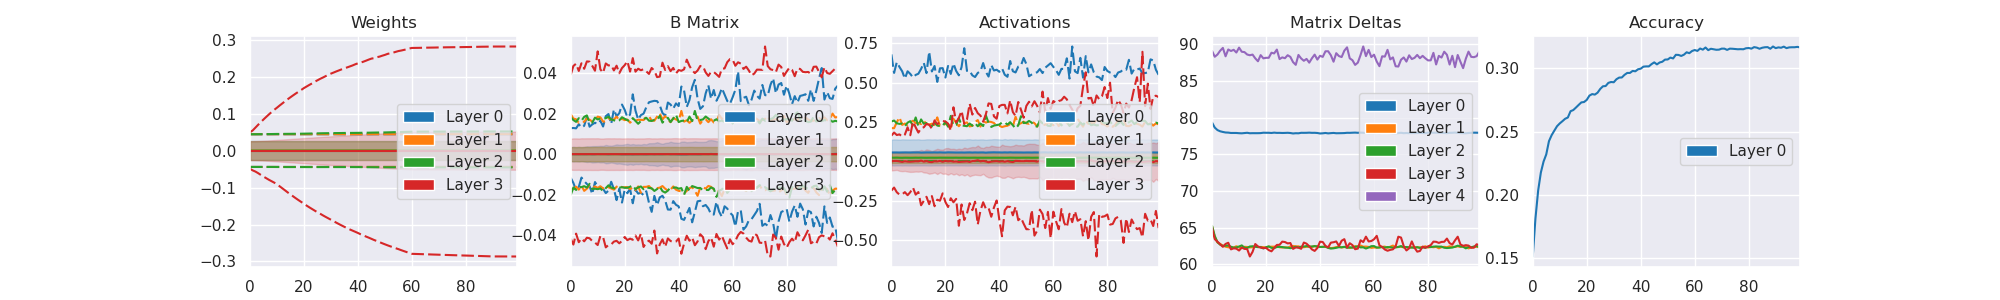 Weights
0.3
0.2
0.1
0.0
−0.1
−0.2
−0.3
0 20 40 60 80
Layer 0
Layer 1
Layer 2
Layer 3
B Matrix
0.04
0.02
0.00
−0.02
−0.04
0 20 40 60 80
Layer 0
Layer 1
Layer 2
Layer 3
Activations
0.75
0.50
0.25
0.00
−0.25
−0.50
0 20 40 60 80
Layer 0
Layer 1
Layer 2
Layer 3
Matrix Deltas
90
85
80
75
70
65
60
0 20 40 60 80
Layer 0
Layer 1
Layer 2
Layer 3
Layer 4
Accuracy
0.30
0.25
0.20
0.15
0 20 40 60 80
Layer 0